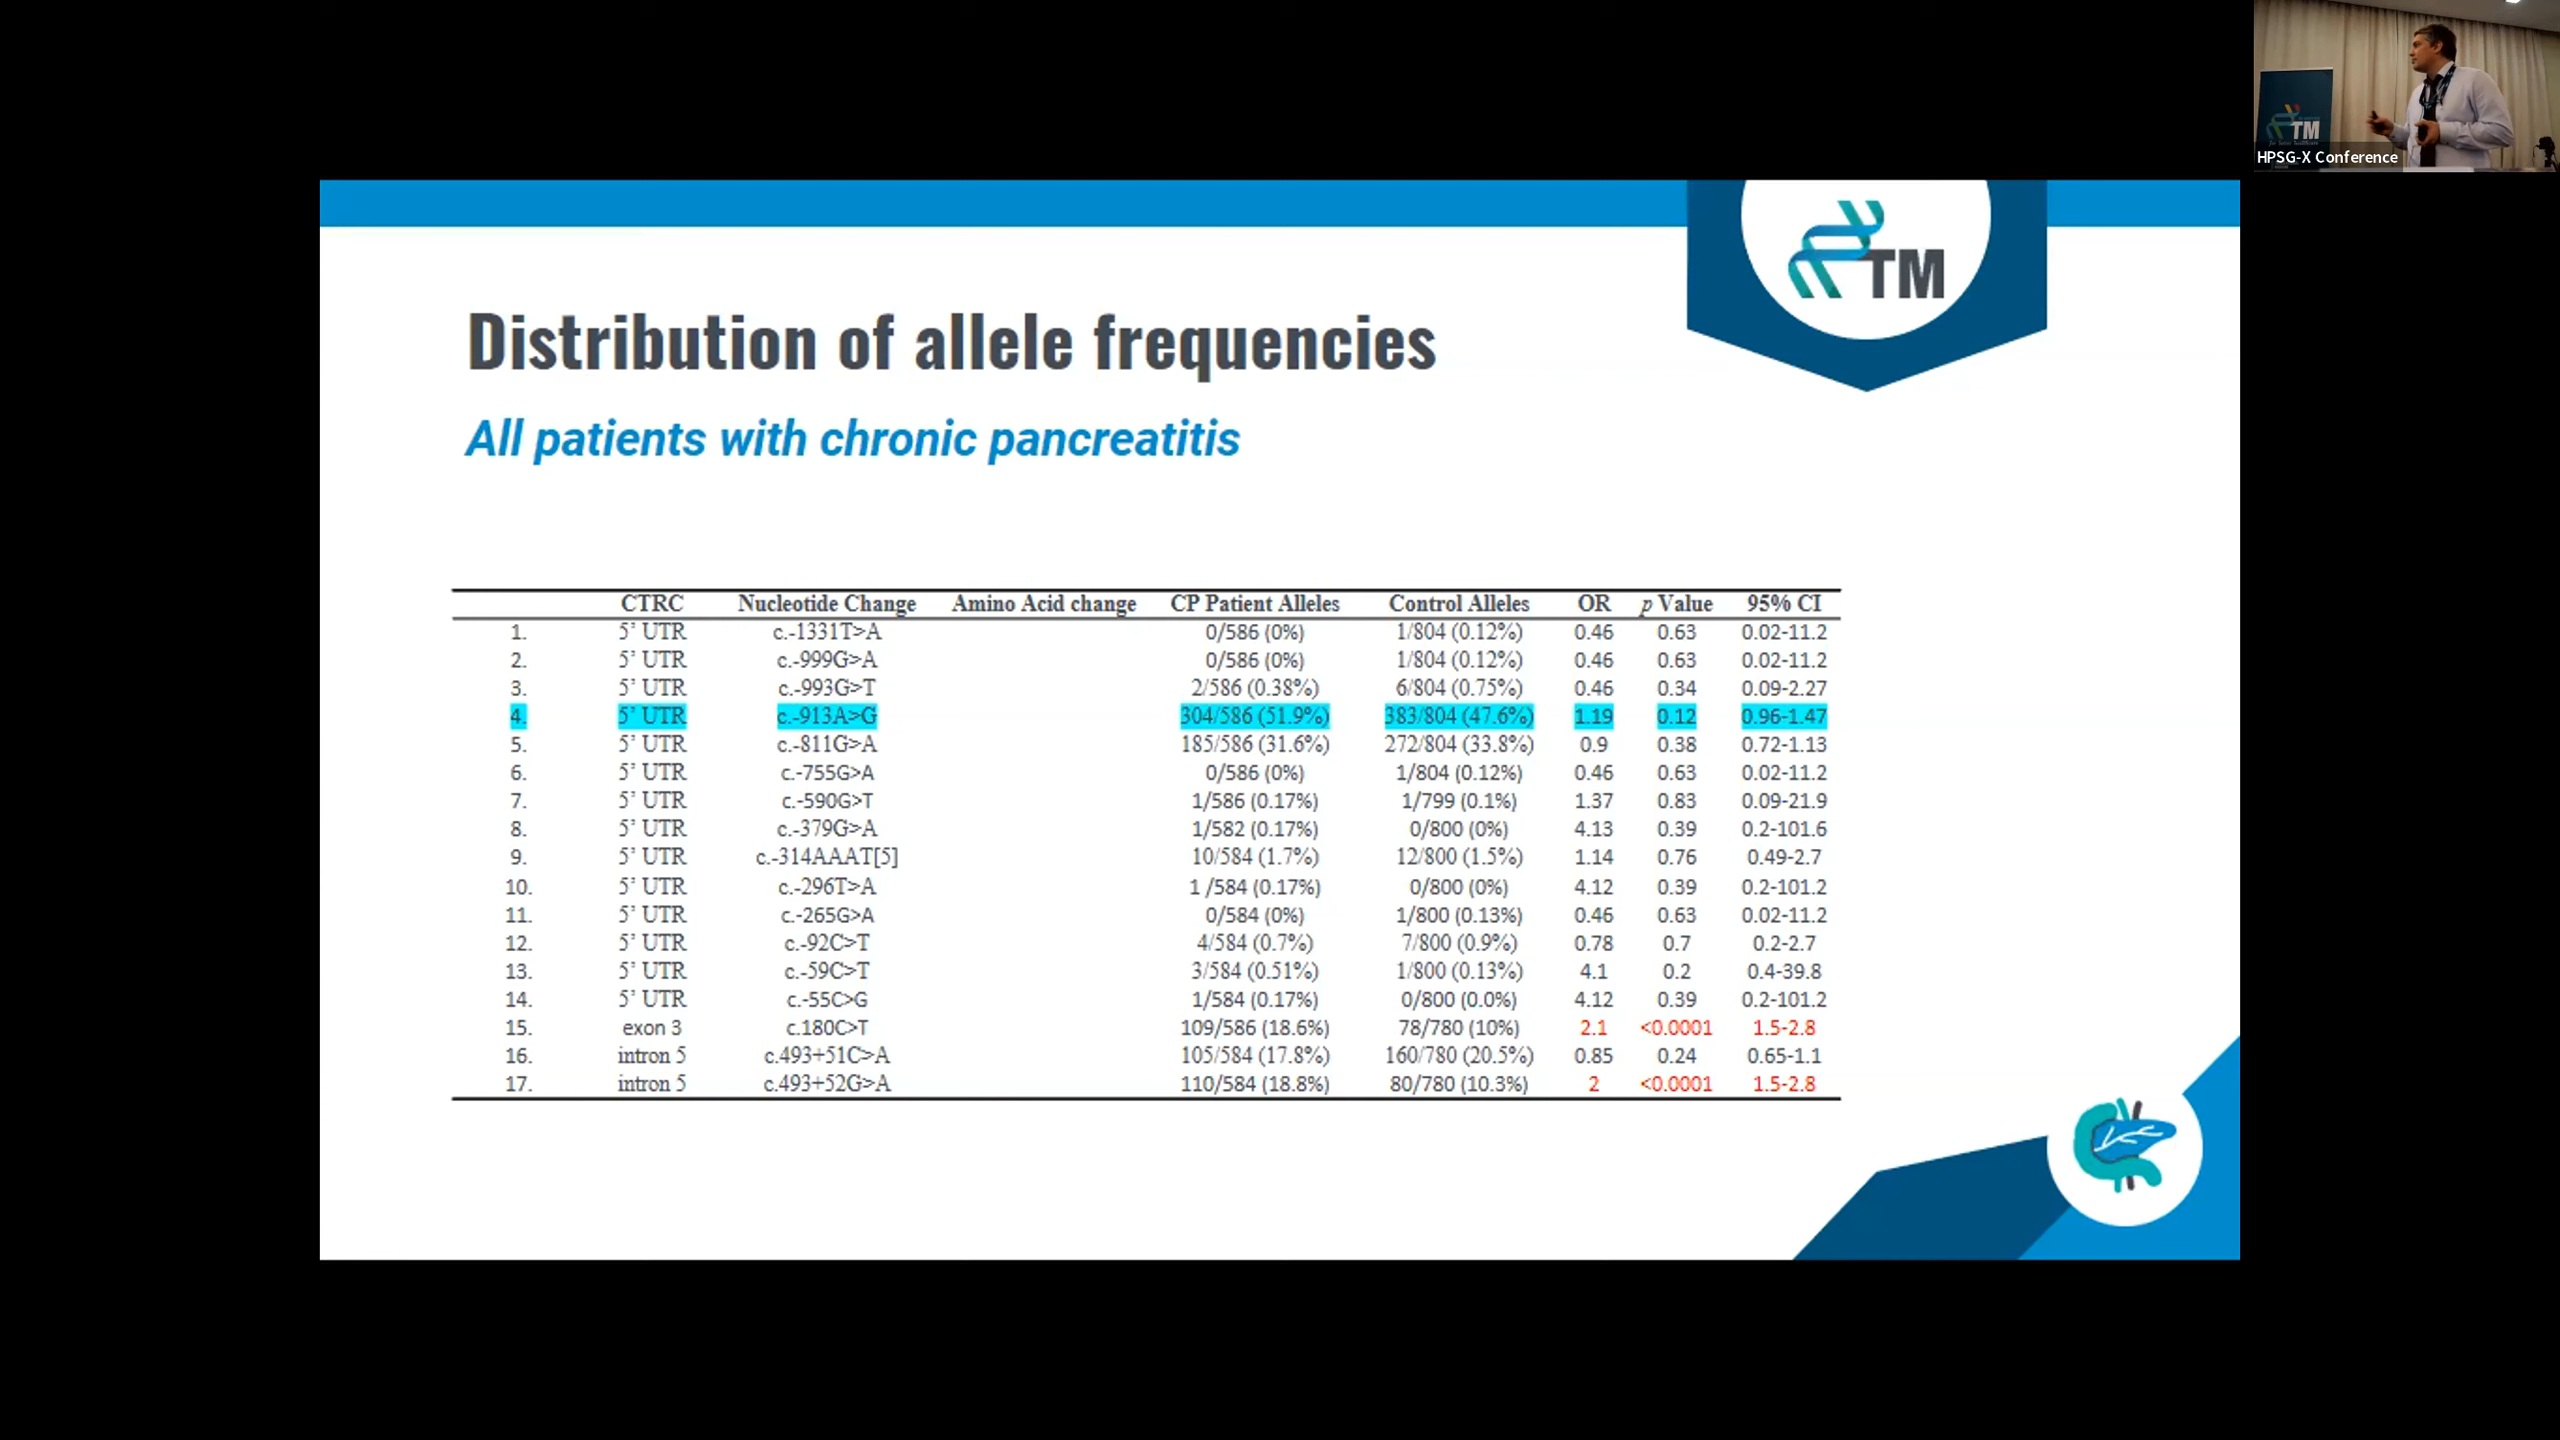 TM
HPSG-X Conference
TM
Distribution of allele frequencies
All patients with chronic pancreatitis
CTRC Nucleotide Change Amino Acid change CP Patient Alleles Control Alleles OR p Value 95% CI
1. 5' UTR c.-1331T>A 0/586 (0%) 1/804 (0.12%) 0.46 0.63 0.02-11.2
2. 5' UTR c.-999G>A 0/586 (0%) 1/804 (0.12%) 0.46 0.63 0.02-11.2
3. 5' UTR c.-993G>T 2/586 (0.38%) 6/804 (0.75%) 0.46 0.34 0.09-2.27
4. 5' UTR c.-913A>G 304/586 (51.9%) 383/804 (47.6%) 1.19 0.12 0.96-1.47
5. 5' UTR c.-811G>A 185/586 (31.6%) 272/804 (33.8%) 0.9 0.38 0.72-1.13
6. 5' UTR c.-755G>A 0/586 (0%) 1/804 (0.12%) 0.46 0.63 0.02-11.2
7. 5' UTR c.-590G>T 1/586 (0.17%) 1/799 (0.1%) 1.37 0.83 0.09-21.9
8. 5' UTR c.-379G>A 1/582 (0.17%) 0/800 (0%) 4.13 0.39 0.2-101.6
9. 5' UTR c.-314AAAT[5] 10/584 (1.7%) 12/800 (1.5%) 1.14 0.76 0.49-2.7
10. 5' UTR c.-296T>A 1 /584 (0.17%) 0/800 (0%) 4.12 0.39 0.2-101.2
11. 5' UTR c.-265G>A 0/584 (0%) 1/800 (0.13%) 0.46 0.63 0.02-11.2
12. 5' UTR c.-92C>T 4/584 (0.7%) 7/800 (0.9%) 0.78 0.7 0.2-2.7
13. 5' UTR c.-59C>T 3/584 (0.51%) 1/800 (0.13%) 4.1 0.2 0.4-39.8
14. 5' UTR c.-55C>G 1/584 (0.17%) 0/800 (0.0%) 4.12 0.39 0.2-101.2
15. exon 3 c.180C>T 109/586 (18.6%) 78/780 (10%) 2.1 <0.0001 1.5-2.8
16. intron 5 c.493+51C>A 105/584 (17.8%) 160/780 (20.5%) 0.85 0.24 0.65-1.1
17. intron 5 c.493+52G>A 110/584 (18.8%) 80/780 (10.3%) 2 <0.0001 1.5-2.8